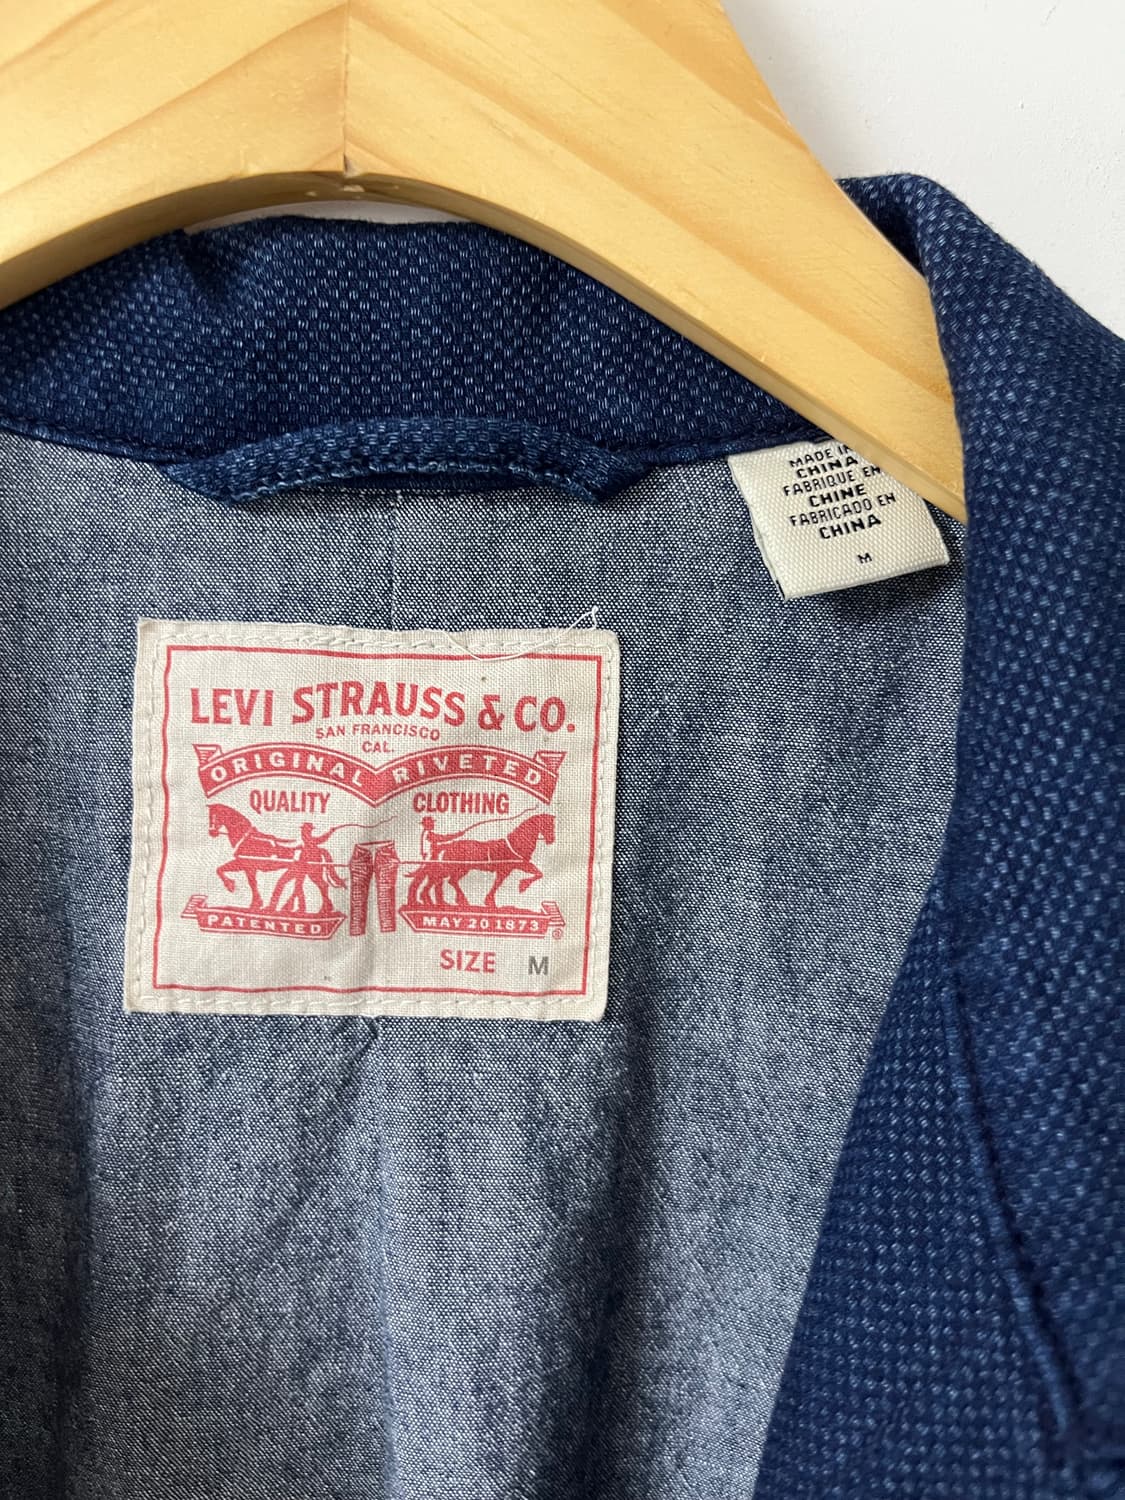 MADE IN
CHINA
FABRIQUE EN
CHINE
FABRICADO EN
CHINA
M
LEVI STRAUSS & CO.
SAN FRANCISCO
CAL.
ORIGINAL RIVETED
QUALITY CLOTHING
PATENTED MAY 20 1873 ®
SIZE M